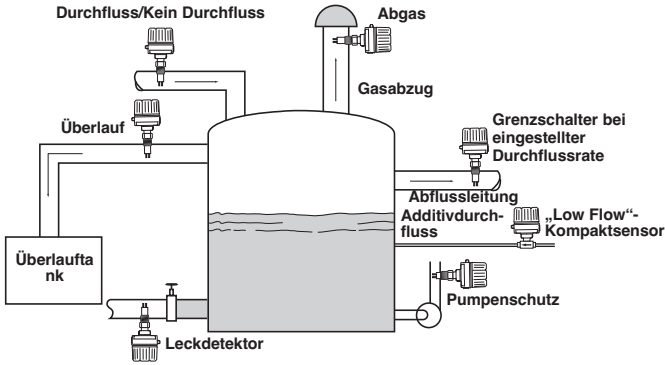 Durchfluss/Kein Durchfluss
Abgas
Gasabzug
Überlauf
Grenzschalter bei
eingestellter
Durchflussrate
Abflussleitung
Additivdurch-
fluss
„Low Flow“-
Kompaktsensor
Überlaufta
nk
Pumpenschutz
Leckdetektor